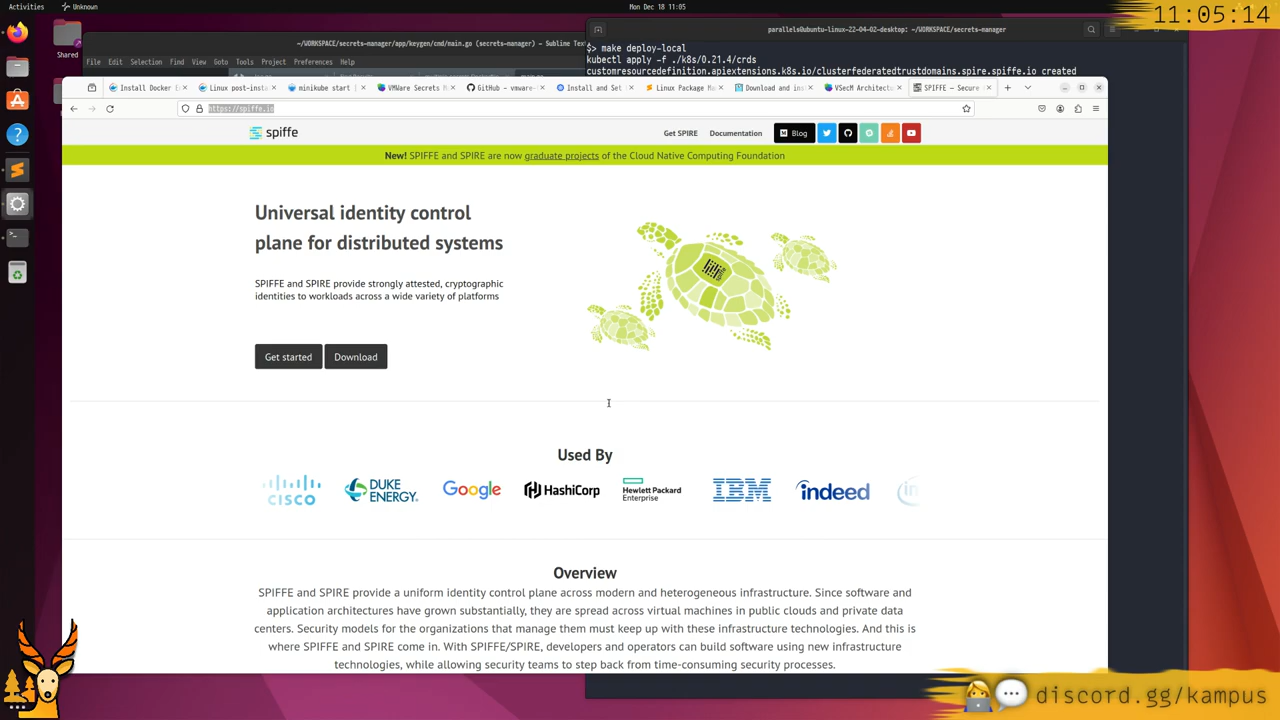 Activities
Unknown
Mon Dec 18 11:05
11:05:14
Shared
~/WORKSPACE/secrets-manager/app/keygen/cmd/main.go (secrets-manager) – Sublime Tex
parallels@ubuntu-linux-22-04-02-desktop: ~/WORKSPACE/secrets-manager
File Edit Selection Find View Goto Tools Project Preferences Help
$> make deploy-local
kubectl apply -f ./k8s/0.21.4/crds
customresourcedefinition.apiextensions.k8s.io/clusterfederatedtrustdomains.spire.spiffe.io created
Install Docker E
Linux post-insta
minikube start |
VMWare Secrets M
GitHub - vmware-
Install and Set
Linux Package Ma
Download and ins
VSecM Architectu
SPIFFE – Secure
https://spiffe.io
spiffe
Get SPIRE
Documentation
Blog
New! SPIFFE and SPIRE are now graduate projects of the Cloud Native Computing Foundation
Universal identity control
plane for distributed systems
SPIFFE and SPIRE provide strongly attested, cryptographic
identities to workloads across a wide variety of platforms
Get started
Download
spiffe
Used By
CISCO
DUKE ENERGY.
Google
HashiCorp
Hewlett Packard Enterprise
IBM
indeed
Overview
SPIFFE and SPIRE provide a uniform identity control plane across modern and heterogeneous infrastructure. Since software and
application architectures have grown substantially, they are spread across virtual machines in public clouds and private data
centers. Security models for the organizations that manage them must keep up with these infrastructure technologies. And this is
where SPIFFE and SPIRE come in. With SPIFFE/SPIRE, developers and operators can build software using new infrastructure
technologies, while allowing security teams to step back from time-consuming security processes.
discord.gg/kampus